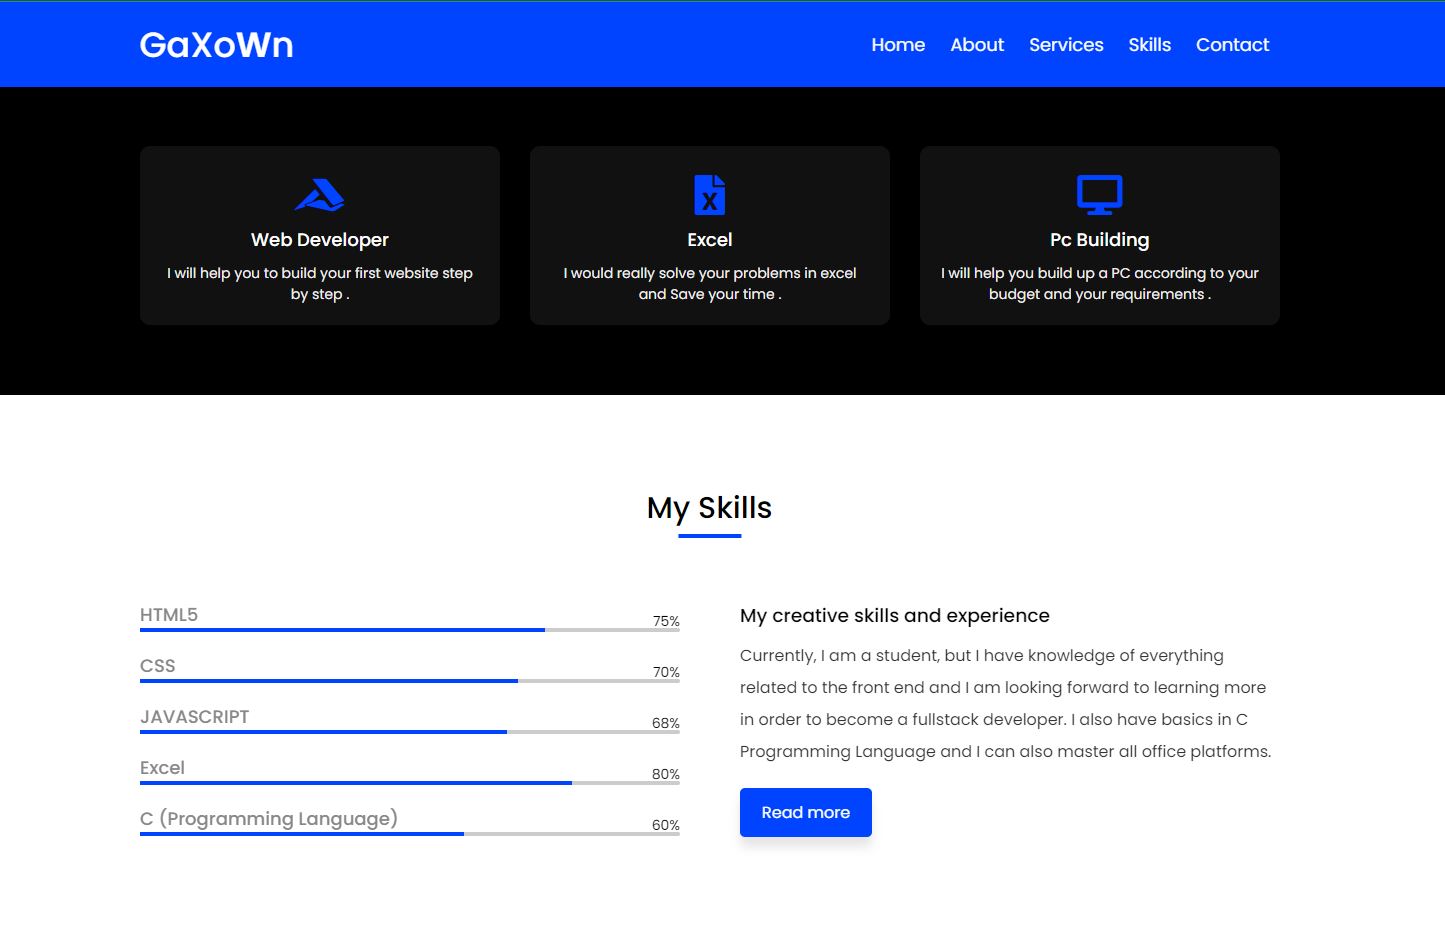 GaXoWn
Home About Services Skills Contact
Web Developer
I will help you to build your first website step
by step .
Excel
I would really solve your problems in excel
and Save your time .
Pc Building
I will help you build up a PC according to your
budget and your requirements .
My Skills
HTML5 75%
CSS 70%
JAVASCRIPT 68%
Excel 80%
C (Programming Language) 60%
My creative skills and experience
Currently, I am a student, but I have knowledge of everything
related to the front end and I am looking forward to learning more
in order to become a fullstack developer. I also have basics in C
Programming Language and I can also master all office platforms.
Read more